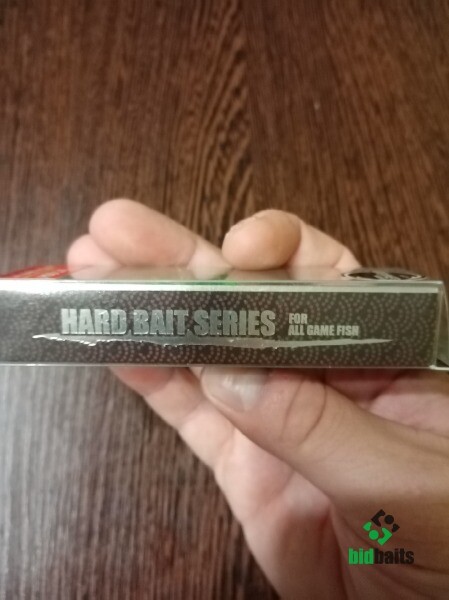 HARD BAIT SERIES
FOR
ALL GAME FISH
bidbaits